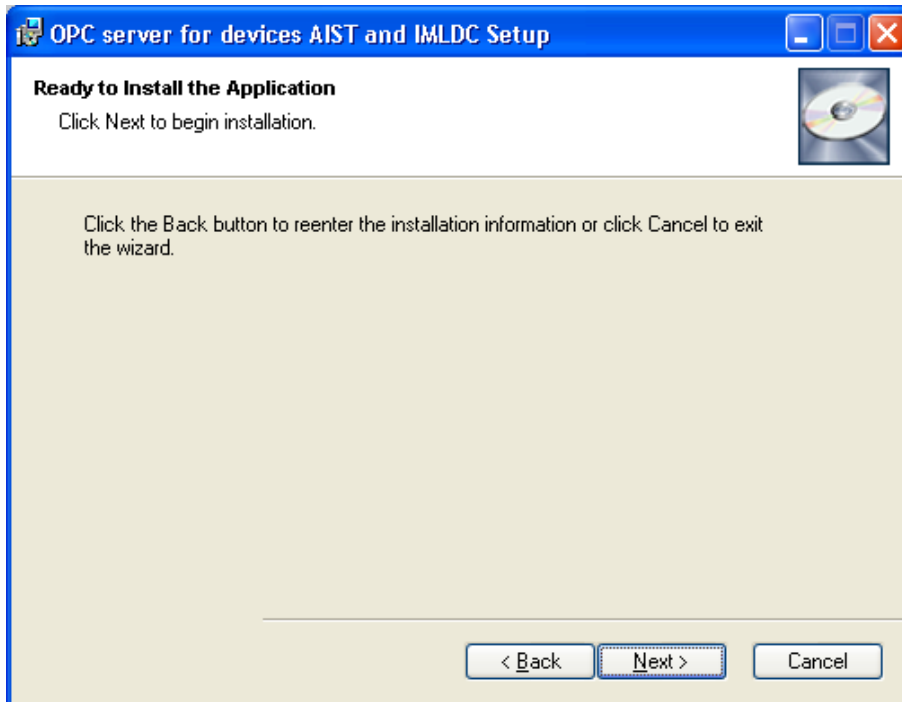 OPC server for devices AIST and IMLDC Setup
Ready to Install the Application
Click Next to begin installation.
Click the Back button to reenter the installation information or click Cancel to exit
the wizard.
< Back
Next >
Cancel